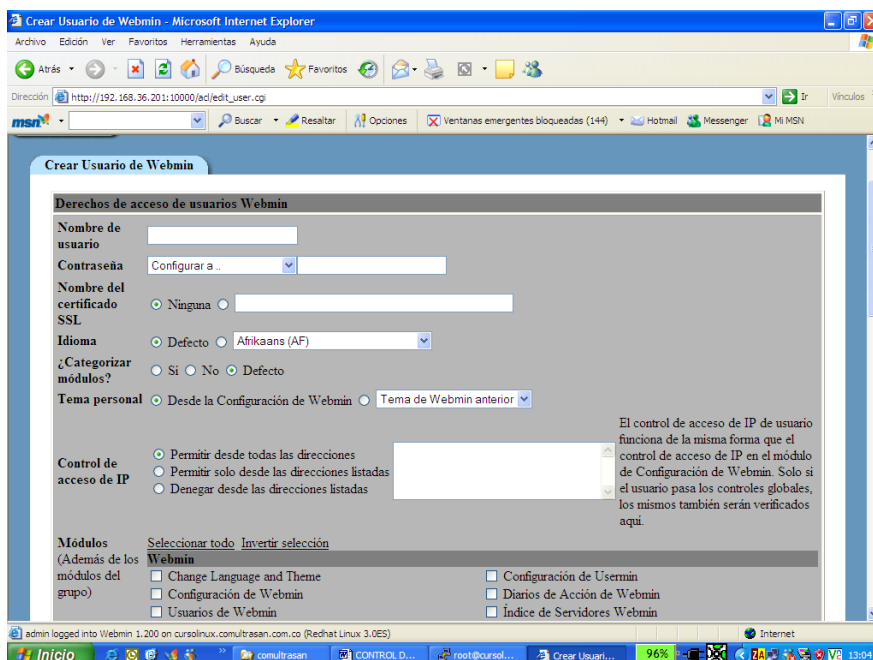 Crear Usuario de Webmin - Microsoft Internet Explorer
Archivo Edición Ver Favoritos Herramientas Ayuda
Atrás Búsqueda Favoritos
Dirección http://192.168.36.201:10000/acl/edit_user.cgi Ir Vínculos
msn Buscar Resaltar Opciones Ventanas emergentes bloqueadas (144) Hotmail Messenger Mi MSN
Crear Usuario de Webmin
Derechos de acceso de usuarios Webmin
Nombre de usuario
Contraseña Configurar a ..
Nombre del certificado SSL Ninguna
Idioma Defecto Afrikaans (AF)
¿Categorizar módulos? Si No Defecto
Tema personal Desde la Configuración de Webmin Tema de Webmin anterior
Control de acceso de IP
Permitir desde todas las direcciones
Permitir solo desde las direcciones listadas
Denegar desde las direcciones listadas
El control de acceso de IP de usuario
funciona de la misma forma que el
control de acceso de IP en el módulo
de Configuración de Webmin. Solo si
el usuario pasa los controles globales,
los mismos también serán verificados
aquí.
Módulos
(Además de los
módulos del
grupo)
Seleccionar todo Invertir selección
Webmin
Change Language and Theme Configuración de Usermin
Configuración de Webmin Diarios de Acción de Webmin
Usuarios de Webmin Índice de Servidores Webmin
admin logged into Webmin 1.200 on cursolinux.comultrasan.com.co (Redhat Linux 3.0ES) Internet
Inicio comultrasan CONTROL D... root@cursol... Crear Usuari... 96% 13:04